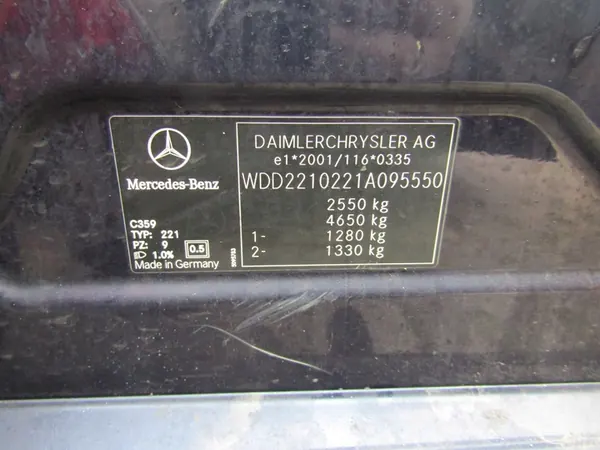 DAIMLERCHRYSLER AG
e1*2001/116*0335
WDD2210221A095550
2550 kg
4650 kg
1- 1280 kg
2- 1330 kg
Mercedes-Benz
C359
TYP: 221
PZ: 9
1.0% 0.5
Made in Germany